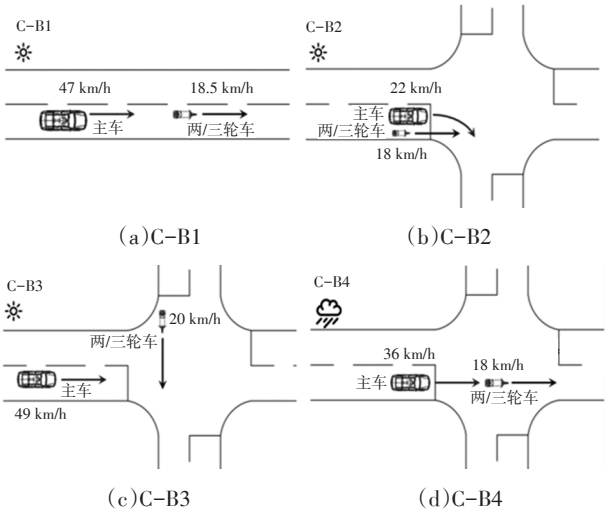 C-B1
47 km/h
18.5 km/h
主车
两/三轮车
(a)C-B1
C-B2
22 km/h
主车
两/三轮车
18 km/h
(b)C-B2
C-B3
20 km/h
两/三轮车
主车
49 km/h
(c)C-B3
C-B4
36 km/h
18 km/h
主车
两/三轮车
(d)C-B4